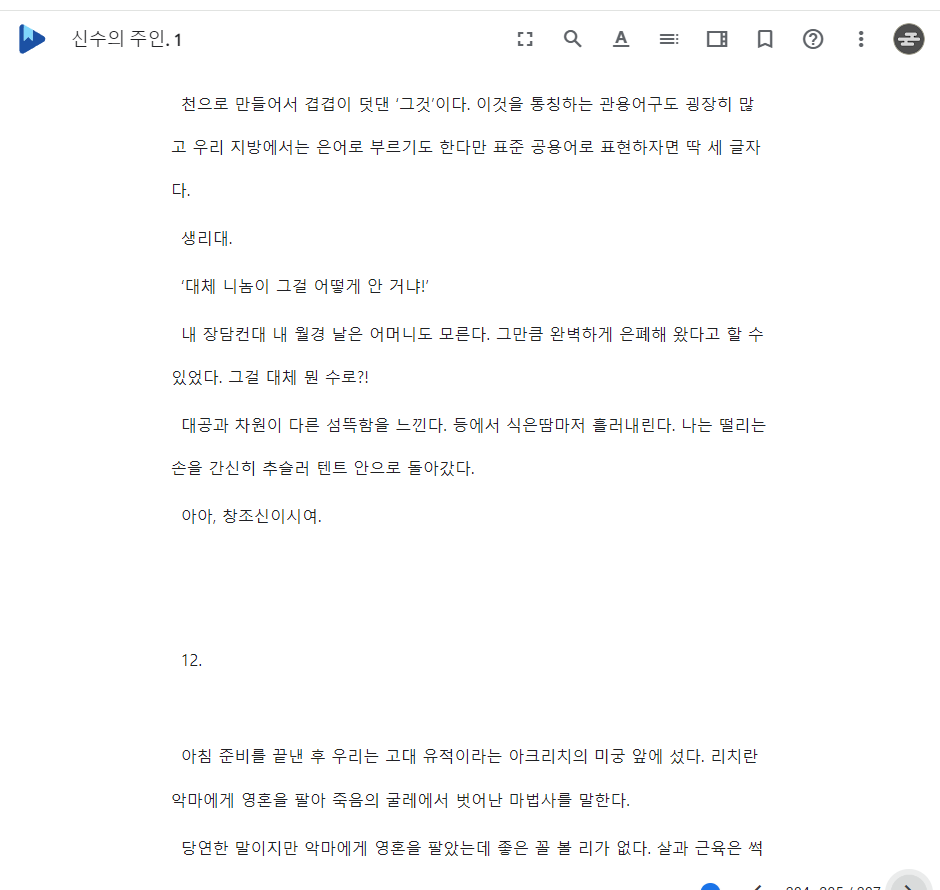 신수의 주인. 1
천으로 만들어서 겹겹이 덧댄 ‘그것’이다. 이것을 통칭하는 관용어구도 굉장히 많
고 우리 지방에서는 은어로 부르기도 한다만 표준 공용어로 표현하자면 딱 세 글자
다.
생리대.
‘대체 니놈이 그걸 어떻게 안 거냐!’
내 장담컨대 내 월경 날은 어머니도 모른다. 그만큼 완벽하게 은폐해 왔다고 할 수
있었다. 그걸 대체 뭔 수로?!
대공과 차원이 다른 섬뜩함을 느낀다. 등에서 식은땀마저 흘러내린다. 나는 떨리는
손을 간신히 추슬러 텐트 안으로 돌아갔다.
아아, 창조신이시여.
12.
아침 준비를 끝낸 후 우리는 고대 유적이라는 아크리치의 미궁 앞에 섰다. 리치란
악마에게 영혼을 팔아 죽음의 굴레에서 벗어난 마법사를 말한다.
당연한 말이지만 악마에게 영혼을 팔았는데 좋은 꼴 볼 리가 없다. 살과 근육은 썩